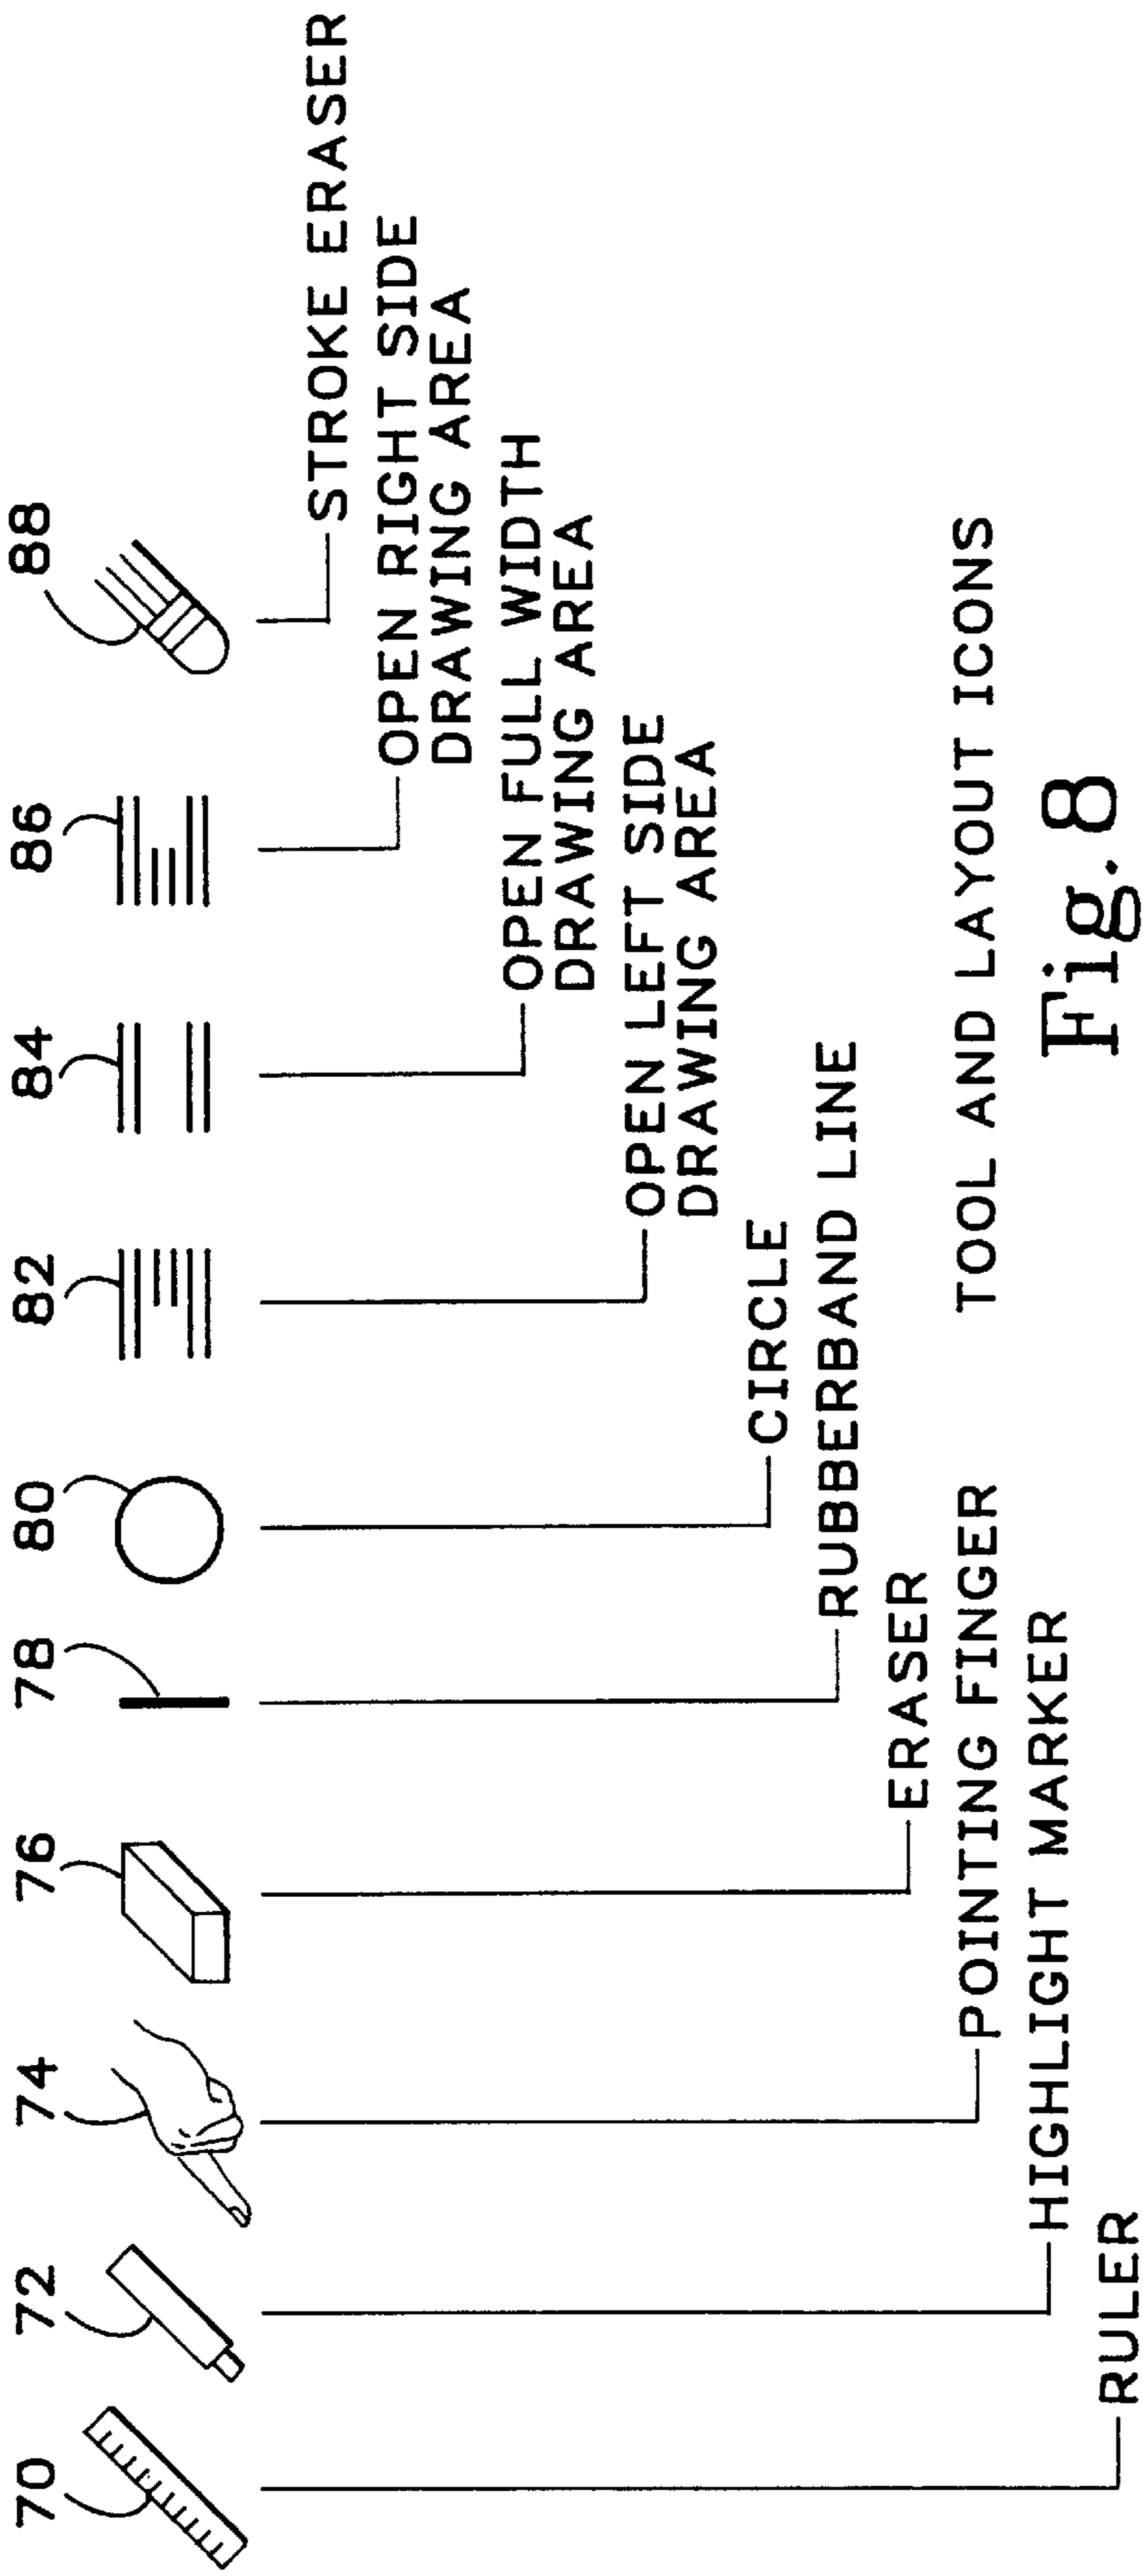 70 72 74 76 78 80 82 84 86 88
STROKE ERASER
OPEN RIGHT SIDE
DRAWING AREA
OPEN FULL WIDTH
DRAWING AREA
OPEN LEFT SIDE
DRAWING AREA
CIRCLE
RUBBERBAND LINE
ERASER
POINTING FINGER
HIGHLIGHT MARKER
RULER
TOOL AND LAYOUT ICONS
Fig. 8